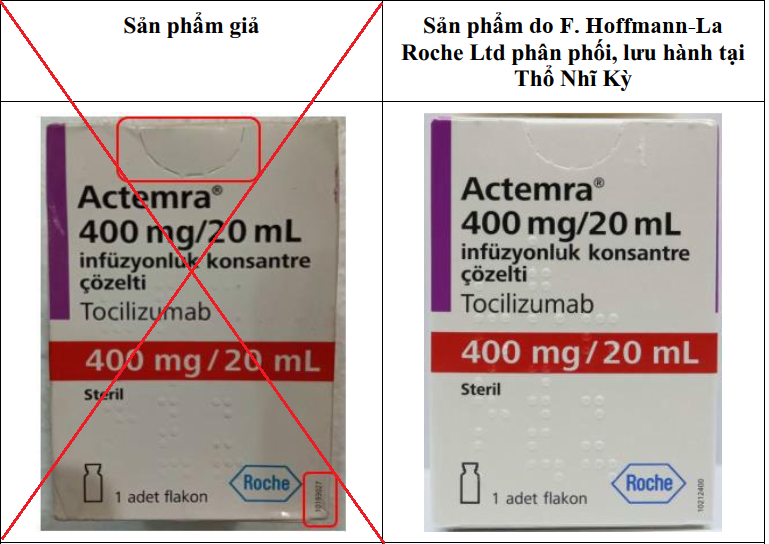 Sản phẩm giả
Sản phẩm do F. Hoffmann-La
Roche Ltd phân phối, lưu hành tại
Thổ Nhĩ Kỳ
Actemra®
400 mg/20 mL
infüzyonluk konsantre
çözelti
Tocilizumab
400 mg / 20 mL
Steril
1 adet flakon
Roche
10193027
Actemra®
400 mg/20 mL
infüzyonluk konsantre
çözelti
Tocilizumab
400 mg / 20 mL
Steril
1 adet flakon
Roche
10212400